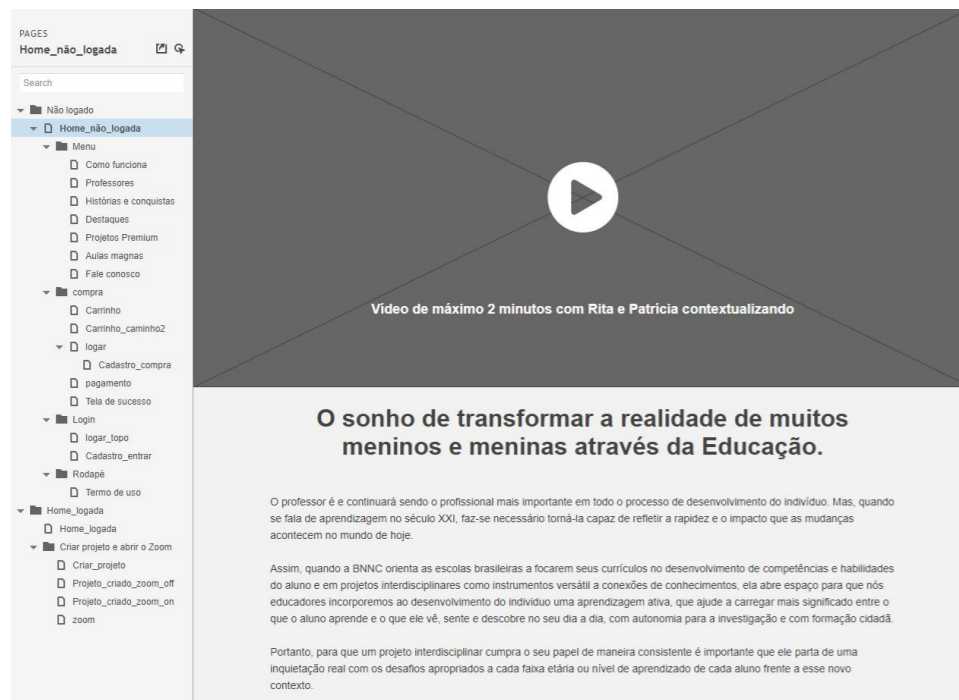 PAGES
Home_não_logada
Search
Não logado
Home_não_logada
Menu
Como funciona
Professores
Histórias e conquistas
Destaques
Projetos Premium
Aulas magnas
Fale conosco
compra
Carrinho
Carrinho_caminho2
logar
Cadastro_compra
pagamento
Tela de sucesso
Login
logar_topo
Cadastro_entrar
Rodapé
Termo de uso
Home_logada
Home_logada
Criar projeto e abrir o Zoom
Criar_projeto
Projeto_criado_zoom_off
Projeto_criado_zoom_on
zoom
Vídeo de máximo 2 minutos com Rita e Patrícia contextualizando
O sonho de transformar a realidade de muitos
meninos e meninas através da Educação.
O professor é e continuará sendo o profissional mais importante em todo o processo de desenvolvimento do indivíduo. Mas, quando
se fala de aprendizagem no século XXI, faz-se necessário torná-la capaz de refletir a rapidez e o impacto que as mudanças
acontecem no mundo de hoje.
Assim, quando a BNNC orienta as escolas brasileiras a focarem seus currículos no desenvolvimento de competências e habilidades
do aluno e em projetos interdisciplinares como instrumentos versátil a conexões de conhecimentos, ela abre espaço para que nós
educadores incorporemos ao desenvolvimento do individuo uma aprendizagem ativa, que ajude a carregar mais significado entre o
que o aluno aprende e o que ele vê, sente e descobre no seu dia a dia, com autonomia para a investigação e com formação cidadã.
Portanto, para que um projeto interdisciplinar cumpra o seu papel de maneira consistente é importante que ele parta de uma
inquietação real com os desafios apropriados a cada faixa etária ou nível de aprendizado de cada aluno frente a esse novo
contexto.